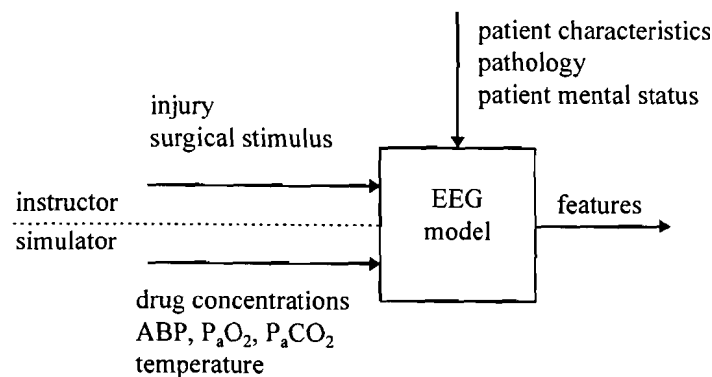 patient characteristics
pathology
patient mental status
injury
surgical stimulus
instructor
simulator
EEG
model
features
drug concentrations
ABP, PₐO₂, PₐCO₂
temperature